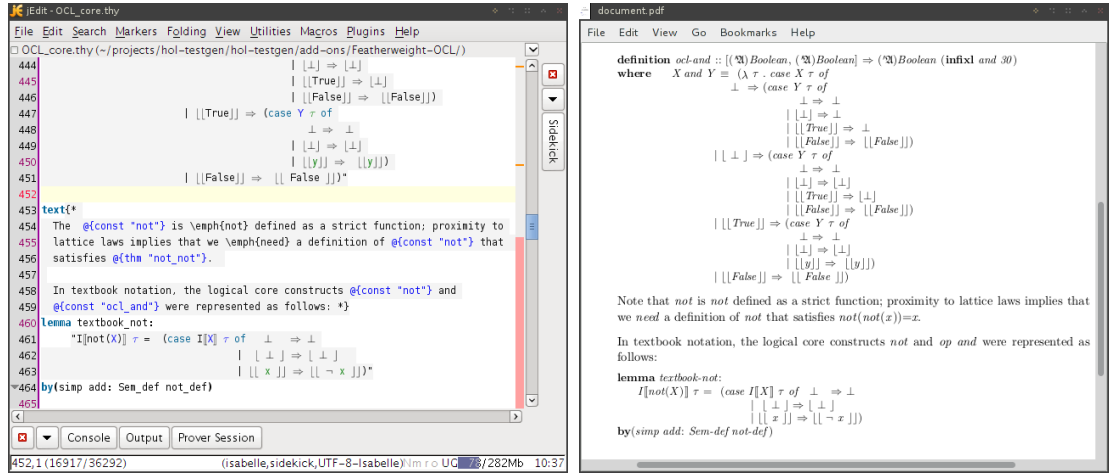 jEdit - OCL_core.thy
File Edit Search Markers Folding View Utilities Macros Plugins Help
OCL_core.thy (~/projects/hol-testgen/hol-testgen/add-ons/Featherweight-OCL/)
444 | ⌊⊥⌋ ⇒ ⌊⊥⌋
445 | ⌊⌊True⌋⌋ ⇒ ⌊⊥⌋
446 | ⌊⌊False⌋⌋ ⇒ ⌊⌊False⌋⌋)
447 | ⌊⌊True⌋⌋ ⇒ (case Y τ of
448 ⊥ ⇒ ⊥
449 | ⌊⊥⌋ ⇒ ⌊⊥⌋
450 | ⌊⌊y⌋⌋ ⇒ ⌊⌊y⌋⌋)
451 | ⌊⌊False⌋⌋ ⇒ ⌊⌊ False ⌋⌋)"
452
453 text{*
454 The @{const "not"} is \emph{not} defined as a strict function; proximity to
455 lattice laws implies that we \emph{need} a definition of @{const "not"} that
456 satisfies @{thm "not_not"}.
457
458 In textbook notation, the logical core constructs @{const "not"} and
459 @{const "ocl_and"} were represented as follows: *}
460 lemma textbook_not:
461 "I⟦not(X)⟧ τ = (case I⟦X⟧ τ of ⊥ ⇒ ⊥
462 | ⌊ ⊥ ⌋ ⇒ ⌊ ⊥ ⌋
463 | ⌊⌊ x ⌋⌋ ⇒ ⌊⌊ ¬ x ⌋⌋)"
464 by(simp add: Sem_def not_def)
465
Sidekick
Console Output Prover Session
452,1 (16917/36292) (isabelle,sidekick,UTF-8-Isabelle)Nmro UG 78/282Mb 10:37
document.pdf
File Edit View Go Bookmarks Help
definition ocl-and :: [(𝔄)Boolean, (𝔄)Boolean] ⇒ (𝔄)Boolean (infixl and 30)
where X and Y ≡ (λ τ . case X τ of
⊥ ⇒ (case Y τ of
⊥ ⇒ ⊥
| ⌊⊥⌋ ⇒ ⊥
| ⌊⌊True⌋⌋ ⇒ ⊥
| ⌊⌊False⌋⌋ ⇒ ⌊⌊False⌋⌋)
| ⌊ ⊥ ⌋ ⇒ (case Y τ of
⊥ ⇒ ⊥
| ⌊⊥⌋ ⇒ ⌊⊥⌋
| ⌊⌊True⌋⌋ ⇒ ⌊⊥⌋
| ⌊⌊False⌋⌋ ⇒ ⌊⌊False⌋⌋)
| ⌊⌊True⌋⌋ ⇒ (case Y τ of
⊥ ⇒ ⊥
| ⌊⊥⌋ ⇒ ⌊⊥⌋
| ⌊⌊y⌋⌋ ⇒ ⌊⌊y⌋⌋)
| ⌊⌊False⌋⌋ ⇒ ⌊⌊ False ⌋⌋)
Note that not is not defined as a strict function; proximity to lattice laws implies that
we need a definition of not that satisfies not(not(x))=x.
In textbook notation, the logical core constructs not and op and were represented as
follows:
lemma textbook-not:
I⟦not(X)⟧ τ = (case I⟦X⟧ τ of ⊥ ⇒ ⊥
| ⌊ ⊥ ⌋ ⇒ ⌊ ⊥ ⌋
| ⌊⌊ x ⌋⌋ ⇒ ⌊⌊ ¬ x ⌋⌋)
by(simp add: Sem-def not-def)